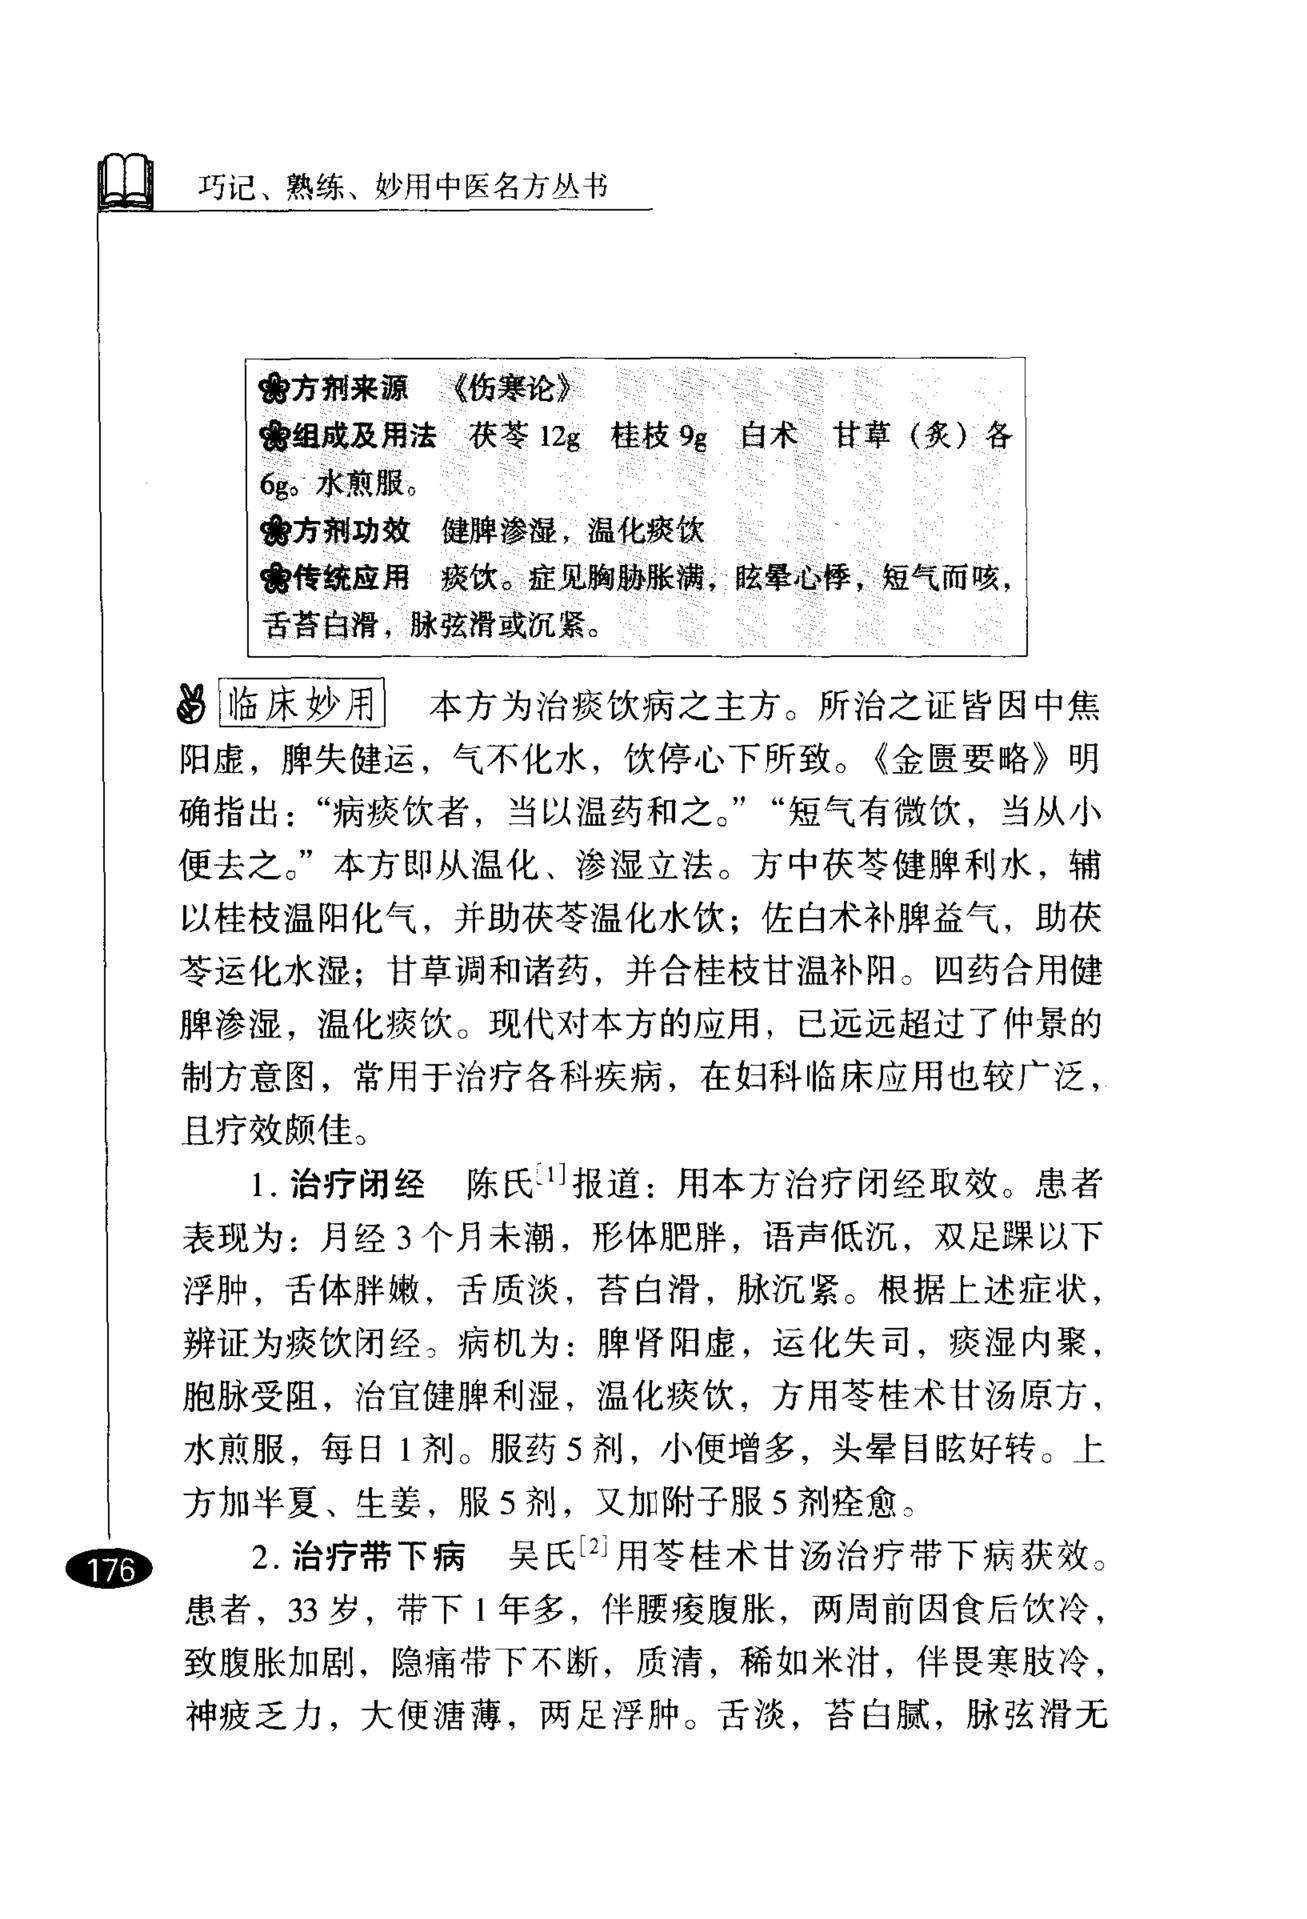 巧记、熟练、妙用中医名方丛书
方剂来源 《伤寒论》
组成及用法 茯苓12g 桂枝9g 白术 甘草（炙）各
6g。水煎服。
方剂功效 健脾渗湿，温化痰饮
传统应用 痰饮。症见胸胁胀满，眩晕心悸，短气而咳，
舌苔白滑，脉弦滑或沉紧。
临床妙用 本方为治痰饮病之主方。所治之证皆因中焦
阳虚，脾失健运，气不化水，饮停心下所致。《金匮要略》明
确指出：“病痰饮者，当以温药和之。”“短气有微饮，当从小
便去之。”本方即从温化、渗湿立法。方中茯苓健脾利水，辅
以桂枝温阳化气，并助茯苓温化水饮；佐白术补脾益气，助茯
苓运化水湿；甘草调和诸药，并合桂枝甘温补阳。四药合用健
脾渗湿，温化痰饮。现代对本方的应用，已远远超过了仲景的
制方意图，常用于治疗各科疾病，在妇科临床应用也较广泛，
且疗效颇佳。
1. 治疗闭经 陈氏[1]报道：用本方治疗闭经取效。患者
表现为：月经3个月未潮，形体肥胖，语声低沉，双足踝以下
浮肿，舌体胖嫩，舌质淡，苔白滑，脉沉紧。根据上述症状，
辨证为痰饮闭经。病机为：脾肾阳虚，运化失司，痰湿内聚，
胞脉受阻，治宜健脾利湿，温化痰饮，方用苓桂术甘汤原方，
水煎服，每日1剂。服药5剂，小便增多，头晕目眩好转。上
方加半夏、生姜，服5剂，又加附子服5剂痊愈。
2. 治疗带下病 吴氏[2]用苓桂术甘汤治疗带下病获效。
患者，33岁，带下1年多，伴腰痠腹胀，两周前因食后饮冷，
致腹胀加剧，隐痛带下不断，质清，稀如米泔，伴畏寒肢冷，
神疲乏力，大便溏薄，两足浮肿。舌淡，苔白腻，脉弦滑无
176